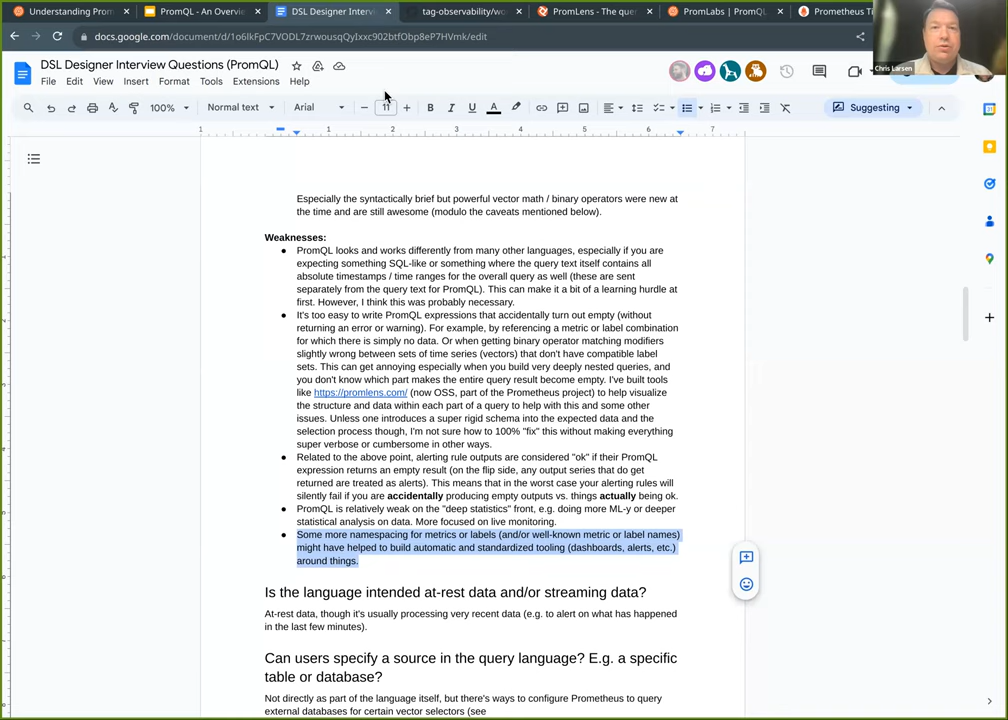 Understanding Prom
PromQL - An Overvie
DSL Designer Intervi
tag-observability/wo
PromLens - The que
PromLabs | PromQ
Prometheus Ti
docs.google.com/document/d/1o6lkFpC7VODL7zrwousqQyIxxc902btfObp8eP7HVmk/edit
Chris Larsen
DSL Designer Interview Questions (PromQL)
File Edit View Insert Format Tools Extensions Help
100% Normal text Arial 11 B I U A Suggesting
1 1 2 3 4 5 6 7
Especially the syntactically brief but powerful vector math / binary operators were new at
the time and are still awesome (modulo the caveats mentioned below).
Weaknesses:
● PromQL looks and works differently from many other languages, especially if you are
expecting something SQL-like or something where the query text itself contains all
absolute timestamps / time ranges for the overall query as well (these are sent
separately from the query text for PromQL). This can make it a bit of a learning hurdle at
first. However, I think this was probably necessary.
● It's too easy to write PromQL expressions that accidentally turn out empty (without
returning an error or warning). For example, by referencing a metric or label combination
for which there is simply no data. Or when getting binary operator matching modifiers
slightly wrong between sets of time series (vectors) that don't have compatible label
sets. This can get annoying especially when you build very deeply nested queries, and
you don't know which part makes the entire query result become empty. I've built tools
like https://promlens.com/ (now OSS, part of the Prometheus project) to help visualize
the structure and data within each part of a query to help with this and some other
issues. Unless one introduces a super rigid schema into the expected data and the
selection process though, I'm not sure how to 100% "fix" this without making everything
super verbose or cumbersome in other ways.
● Related to the above point, alerting rule outputs are considered "ok" if their PromQL
expression returns an empty result (on the flip side, any output series that do get
returned are treated as alerts). This means that in the worst case your alerting rules will
silently fail if you are accidentally producing empty outputs vs. things actually being ok.
● PromQL is relatively weak on the "deep statistics" front, e.g. doing more ML-y or deeper
statistical analysis on data. More focused on live monitoring.
● Some more namespacing for metrics or labels (and/or well-known metric or label names)
might have helped to build automatic and standardized tooling (dashboards, alerts, etc.)
around things.
Is the language intended at-rest data and/or streaming data?
At-rest data, though it's usually processing very recent data (e.g. to alert on what has happened
in the last few minutes).
Can users specify a source in the query language? E.g. a specific
table or database?
Not directly as part of the language itself, but there's ways to configure Prometheus to query
external databases for certain vector selectors (see